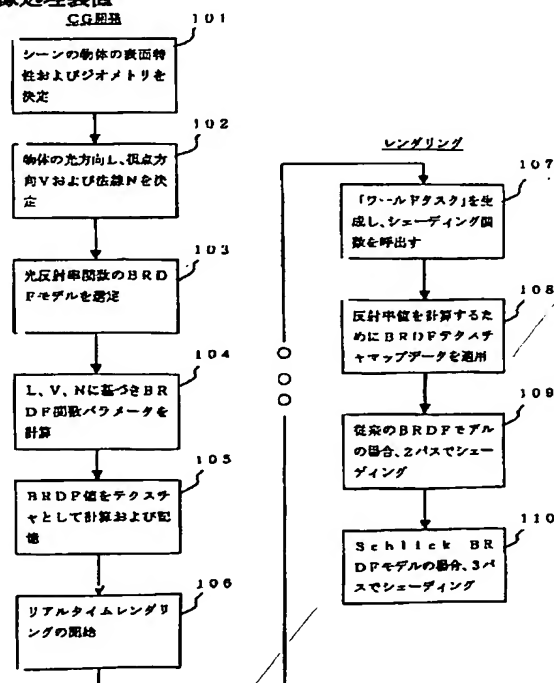 像処理装置
CG開発
101
シーンの物体の表面特
性およびジオメトリを
決定
102
物体の光方向L、視点方
向Vおよび法線Nを決
定
103
光反射率関数のBRD
Fモデルを選定
104
L、V、Nに基づきBR
DF関数パラメータを
計算
105
BRDF値をテクスチ
ャとして計算および記
憶
106
リアルタイムレンダリ
ングの開始
レンダリング
107
「ワールドタスク」を生
成し、シェーディング関
数を呼出す
108
反射率値を計算するた
めにBRDFテクスチ
ャマップデータを適用
109
従来のBRDFモデル
の場合、2パスでシェー
ディング
110
Schlick BR
DFモデルの場合、3パ
スでシェーディング